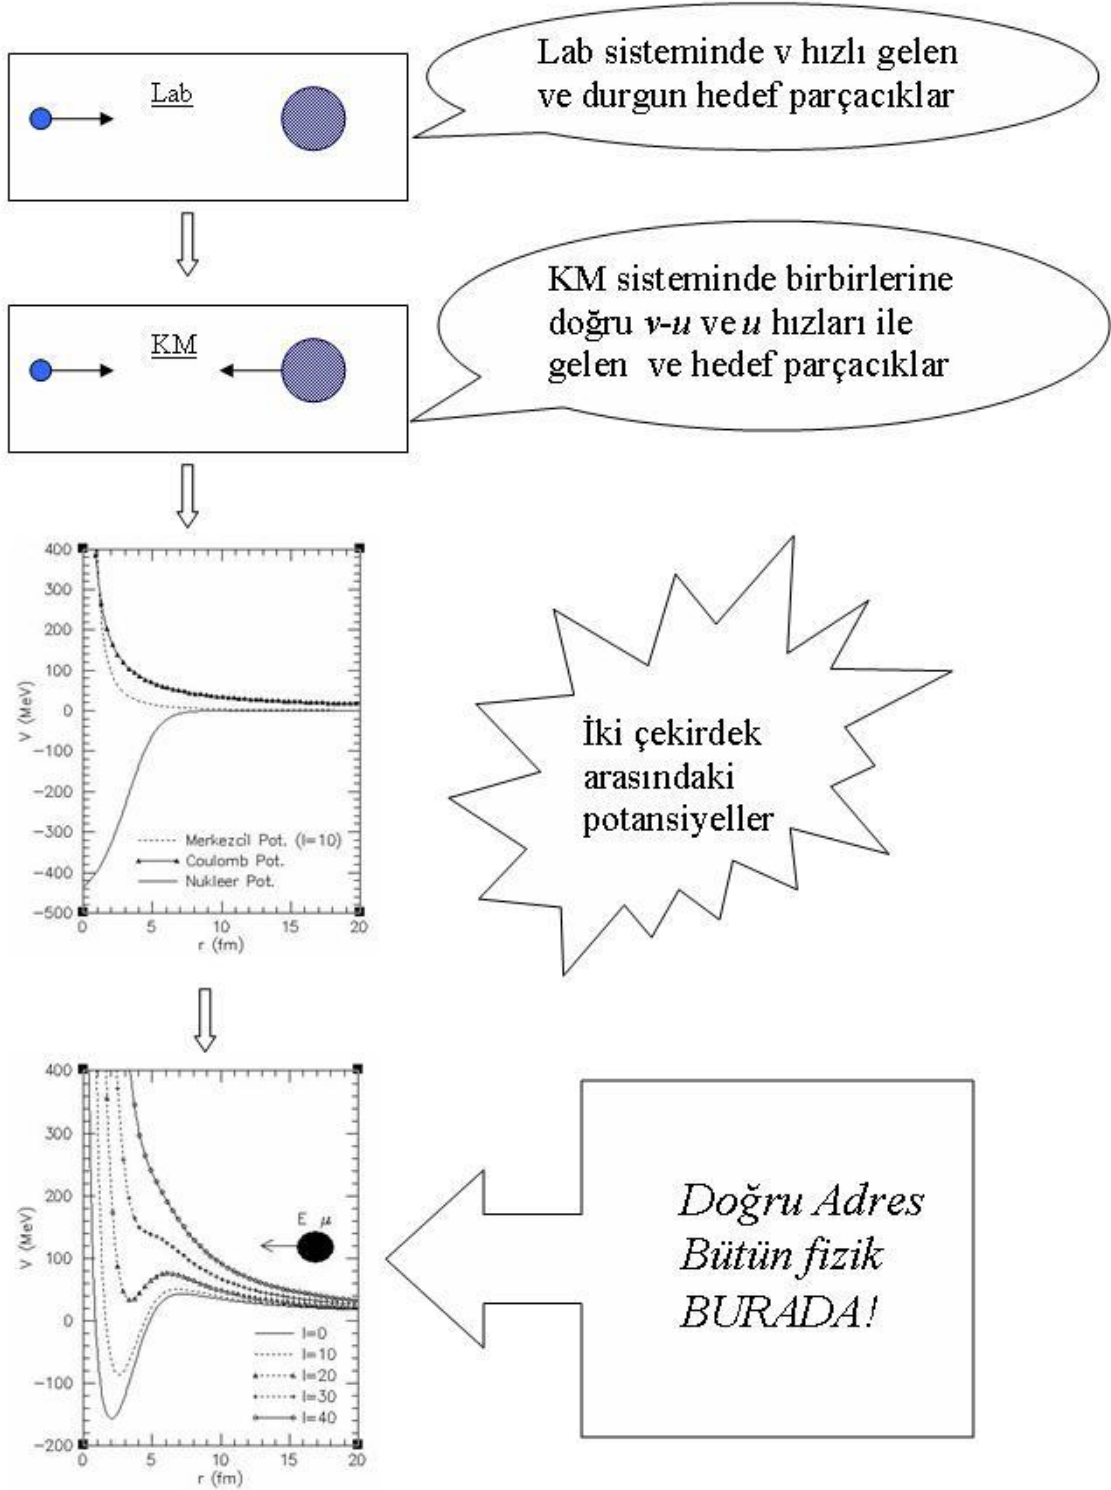 Lab
Lab sisteminde v hızlı gelen
ve durgun hedef parçacıklar
KM
KM sisteminde birbirlerine
doğru v-u ve u hızları ile
gelen ve hedef parçacıklar
400
300
200
100
0
−100
−200
−300
−400
−500
V (MeV)
Merkezcil Pot. (l=10)
Coulomb Pot.
Nukleer Pot.
0 5 10 15 20
r (fm)
İki çekirdek
arasındaki
potansiyeller
400
300
200
100
0
−100
−200
V (MeV)
E μ
l=0
l=10
l=20
l=30
l=40
0 5 10 15 20
r (fm)
Doğru Adres
Bütün fizik
BURADA!